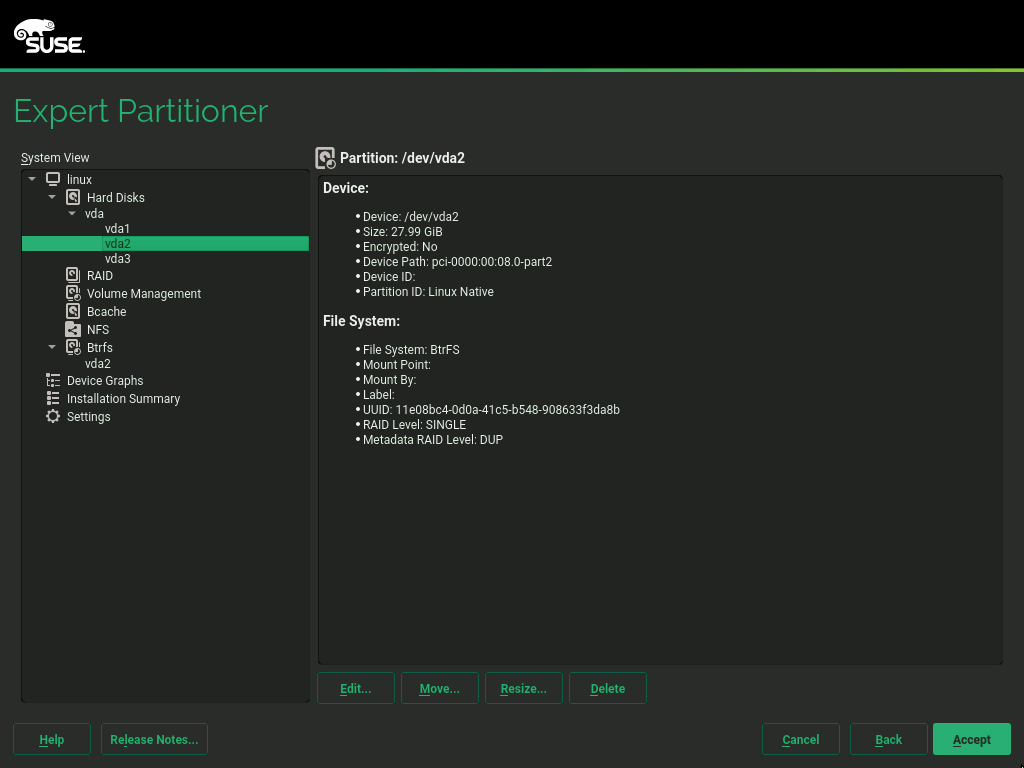 SUSE.
Expert Partitioner
System View
linux
Hard Disks
vda
vda1
vda2
vda3
RAID
Volume Management
Bcache
NFS
Btrfs
vda2
Device Graphs
Installation Summary
Settings
Partition: /dev/vda2
Device:
• Device: /dev/vda2
• Size: 27.99 GiB
• Encrypted: No
• Device Path: pci-0000:00:08.0-part2
• Device ID:
• Partition ID: Linux Native
File System:
• File System: BtrFS
• Mount Point:
• Mount By:
• Label:
• UUID: 11e08bc4-0d0a-41c5-b548-908633f3da8b
• RAID Level: SINGLE
• Metadata RAID Level: DUP
Edit... Move... Resize... Delete
Help Release Notes... Cancel Back Accept